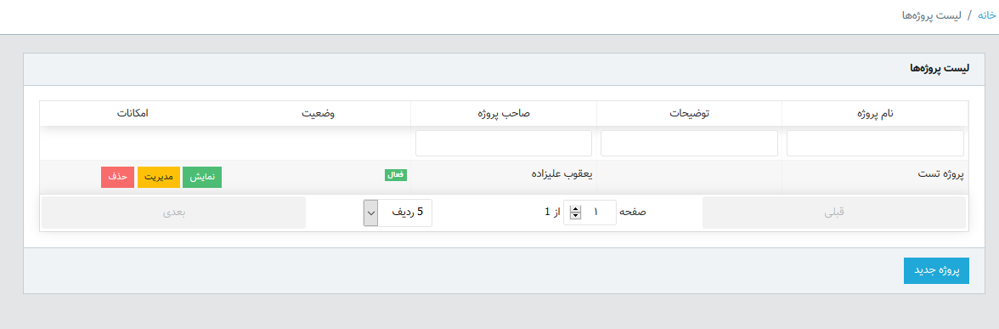 خانه / لیست پروژه‌ها
لیست پروژه‌ها
نام پروژه توضیحات صاحب پروژه وضعیت امکانات
پروژه تست یعقوب علیزاده فعال نمایش مدیریت حذف
قبلی صفحه ۱ از 1 5 ردیف بعدی
پروژه جدید